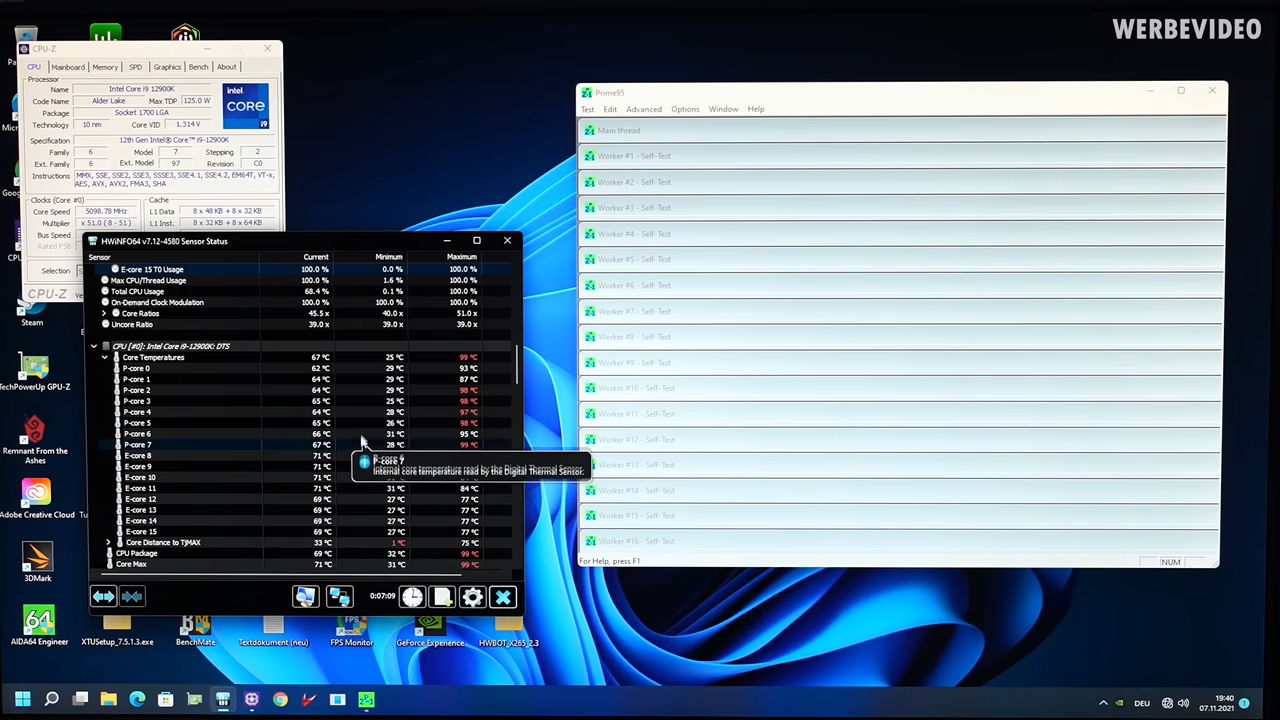 WERBEVIDEO
CPU-Z
CPU Mainboard Memory SPD Graphics Bench About
Processor
Name Intel Core i9 12900K
Code Name Alder Lake Max TDP 125.0 W
Package Socket 1700 LGA
Technology 10 nm Core VID 1.314 V
intel CORE i9
Specification 12th Gen Intel® Core™ i9-12900K
Family 6 Model 7 Stepping 2
Ext. Family 6 Ext. Model 97 Revision C0
Instructions MMX, SSE, SSE2, SSE3, SSSE3, SSE4.1, SSE4.2, EM64T, VT-x,
AES, AVX, AVX2, FMA3, SHA
Clocks (Core #0) Cache
Core Speed 5098.78 MHz L1 Data 8 x 48 KB + 8 x 32 KB
Multiplier x 51.0 ( 8 - 51 ) L1 Inst. 8 x 32 KB + 8 x 64 KB
Bus Speed
Rated FSB
Selection
CPU-Z
HWiNFO64 v7.12-4580 Sensor Status
Sensor Current Minimum Maximum
E-core 15 T0 Usage 100.0 % 0.0 % 100.0 %
Max CPU/Thread Usage 100.0 % 1.6 % 100.0 %
Total CPU Usage 68.4 % 0.1 % 100.0 %
On-Demand Clock Modulation 100.0 % 100.0 % 100.0 %
Core Ratios 45.5 x 40.0 x 51.0 x
Uncore Ratio 39.0 x 39.0 x 39.0 x
CPU [#0]: Intel Core i9-12900K: DTS
Core Temperatures 67 °C 25 °C 99 °C
P-core 0 62 °C 29 °C 93 °C
P-core 1 64 °C 29 °C 87 °C
P-core 2 64 °C 29 °C 98 °C
P-core 3 65 °C 25 °C 98 °C
P-core 4 64 °C 28 °C 97 °C
P-core 5 65 °C 26 °C 98 °C
P-core 6 66 °C 31 °C 95 °C
P-core 7 67 °C 28 °C 99 °C
E-core 8 71 °C
E-core 9 71 °C
E-core 10 71 °C
E-core 11 71 °C 31 °C 84 °C
E-core 12 69 °C 27 °C 77 °C
E-core 13 69 °C 27 °C 77 °C
E-core 14 69 °C 27 °C 77 °C
E-core 15 69 °C 27 °C 77 °C
Core Distance to TjMAX 33 °C 1 °C 75 °C
CPU Package 69 °C 32 °C 99 °C
Core Max 71 °C 31 °C 99 °C
P-core 7
Internal core temperature read by the Digital Thermal Sensor.
0:07:09
Prime95
Test Edit Advanced Options Window Help
Main thread
Worker #1 - Self-Test
Worker #2 - Self-Test
Worker #3 - Self-Test
Worker #4 - Self-Test
Worker #5 - Self-Test
Worker #6 - Self-Test
Worker #7 - Self-Test
Worker #8 - Self-Test
Worker #9 - Self-Test
Worker #10 - Self-Test
Worker #11 - Self-Test
Worker #12 - Self-Test
#13 - Self-Test
Worker #14 - Self-Test
Worker #15 - Self-Test
Worker #16 - Self-Test
For Help, press F1
NUM
Steam
TechPowerUp GPU-Z
Remnant From the
Ashes
Adobe Creative Cloud
3DMark
64
AIDA64 Engineer
XTUSetup_7.5.1.3.exe
BenchMate
Textdokument (neu)
FPS Monitor
GeForce Experience
HWBOT_X265_2.3
DEU
19:40
07.11.2021